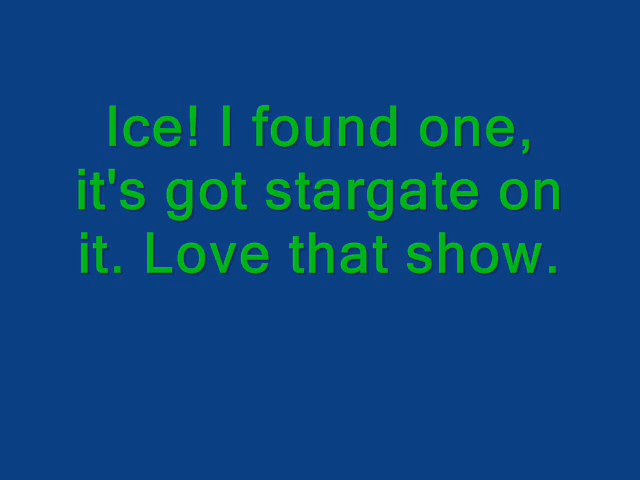 Ice! I found one,
it's got stargate on
it. Love that show.